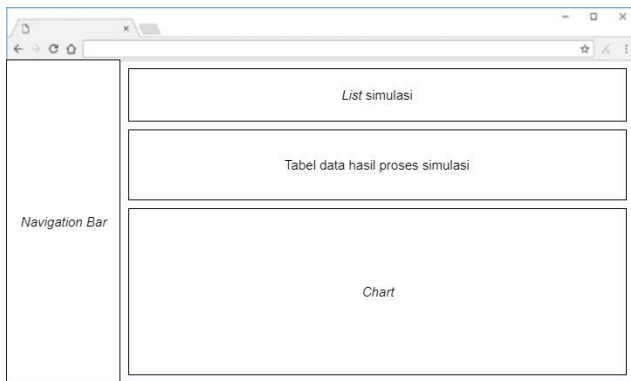 List simulasi
Tabel data hasil proses simulasi
Navigation Bar
Chart